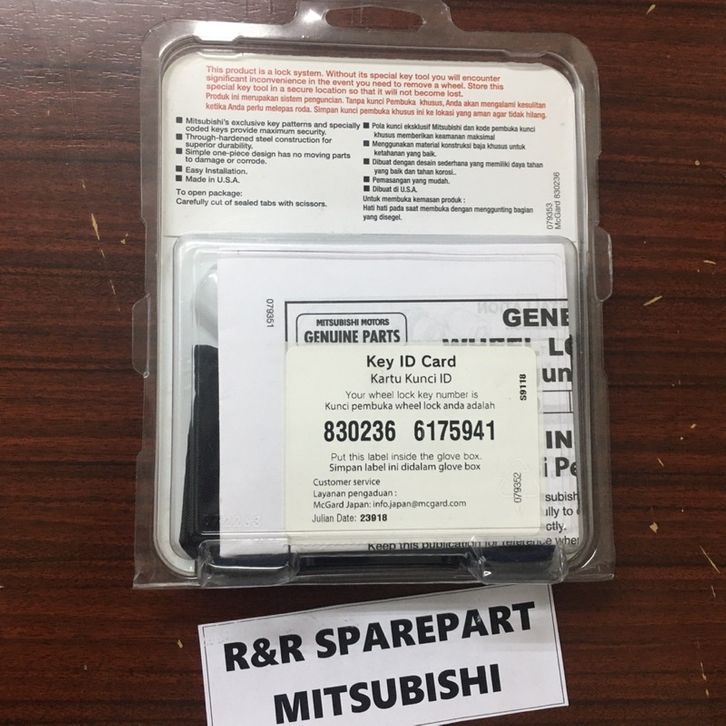 This product is a lock system. Without its special key tool you will encounter
significant inconvenience in the event you need to remove a wheel. Store this
special key tool in a secure location so that it will not become lost.
Produk ini merupakan sistem penguncian. Tanpa kunci Pembuka khusus, Anda akan mengalami kesulitan
ketika Anda perlu melepas roda. Simpan kunci Pembuka khusus ini ke lokasi yang aman agar tidak hilang.
■ Mitsubishi's exclusive key patterns and specially
coded keys provide maximum security.
■ Through-hardened steel construction for
superior durability.
■ Simple one-piece design has no moving parts
to damage or corrode.
■ Easy Installation.
■ Made in U.S.A.
To open package:
Carefully cut of sealed tabs with scissors.
■ Pola kunci eksklusif Mitsubishi dan kode pembuka kunci
khusus memberikan keamanan maksimal
■ Menggunakan material konstruksi baja khusus untuk
ketahanan yang baik.
■ Dibuat dengan desain sederhana yang memiliki daya tahan
yang baik dan tahan korosi..
■ Pemasangan yang mudah.
■ Dibuat di U.S.A.
Untuk membuka kemasan produk :
Hati hati pada saat membuka dengan menggunting bagian
yang disegel.
079353
McGard 830236
079351
MITSUBISHI MOTORS
GENUINE PARTS
GENE
WHEEL LO
un
IN
i Pe
subish
ully to
ctly.
Keep this publication for reference whe
Key ID Card
Kartu Kunci ID
Your wheel lock key number is
Kunci pembuka wheel lock anda adalah
830236 6175941
Put this label inside the glove box.
Simpan label ini didalam glove box
Customer service
Layanan pengaduan :
McGard Japan: info.japan@mcgard.com
Julian Date: 23918
S9118
079352
R&R SPAREPART
MITSUBISHI